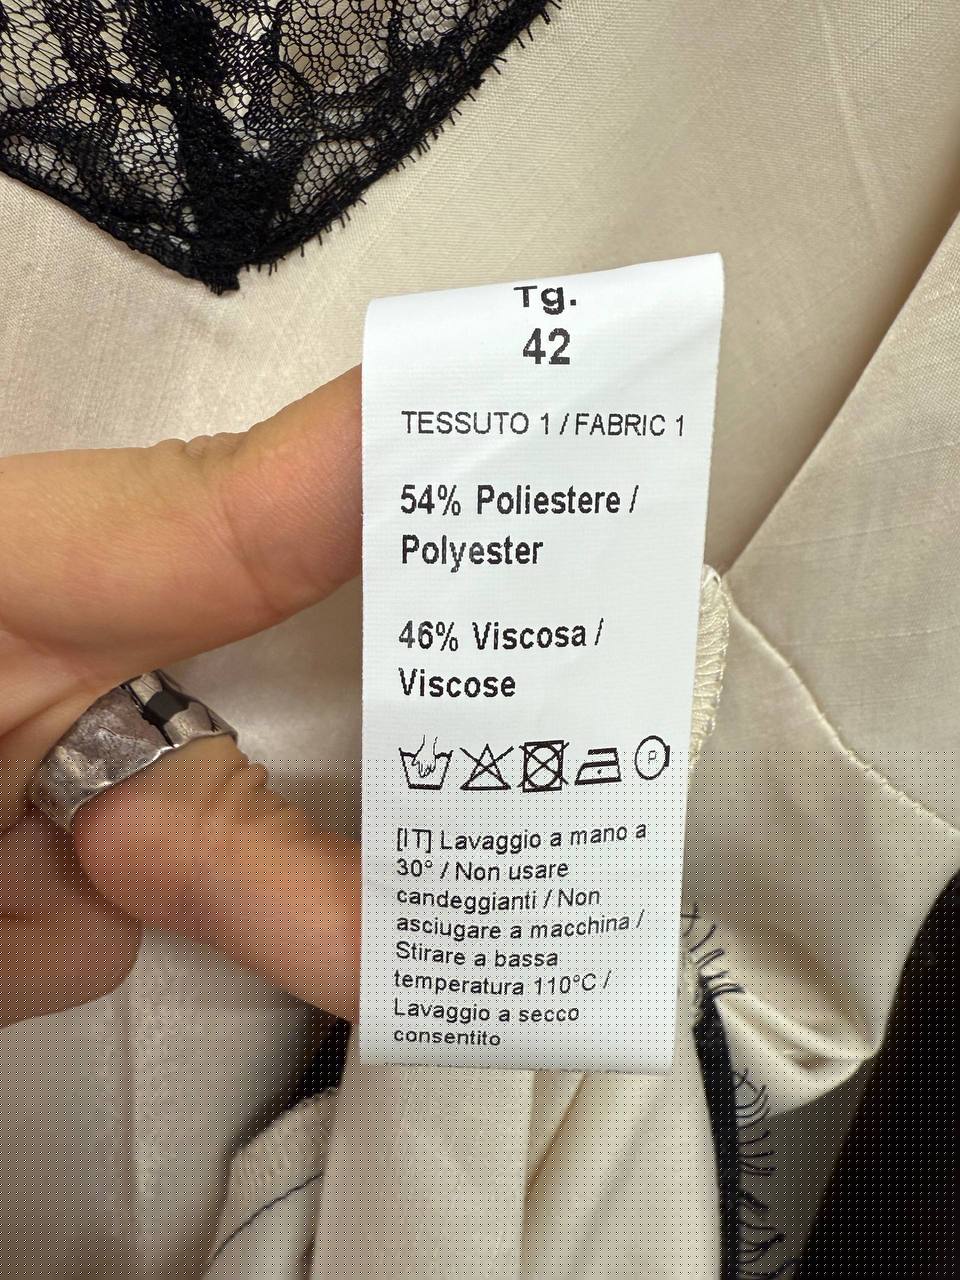 Tg.
42
TESSUTO 1 / FABRIC 1
54% Poliestere /
Polyester
46% Viscosa /
Viscose
P
[IT] Lavaggio a mano a
30° / Non usare
candeggianti / Non
asciugare a macchina /
Stirare a bassa
temperatura 110°C /
Lavaggio a secco
consentito